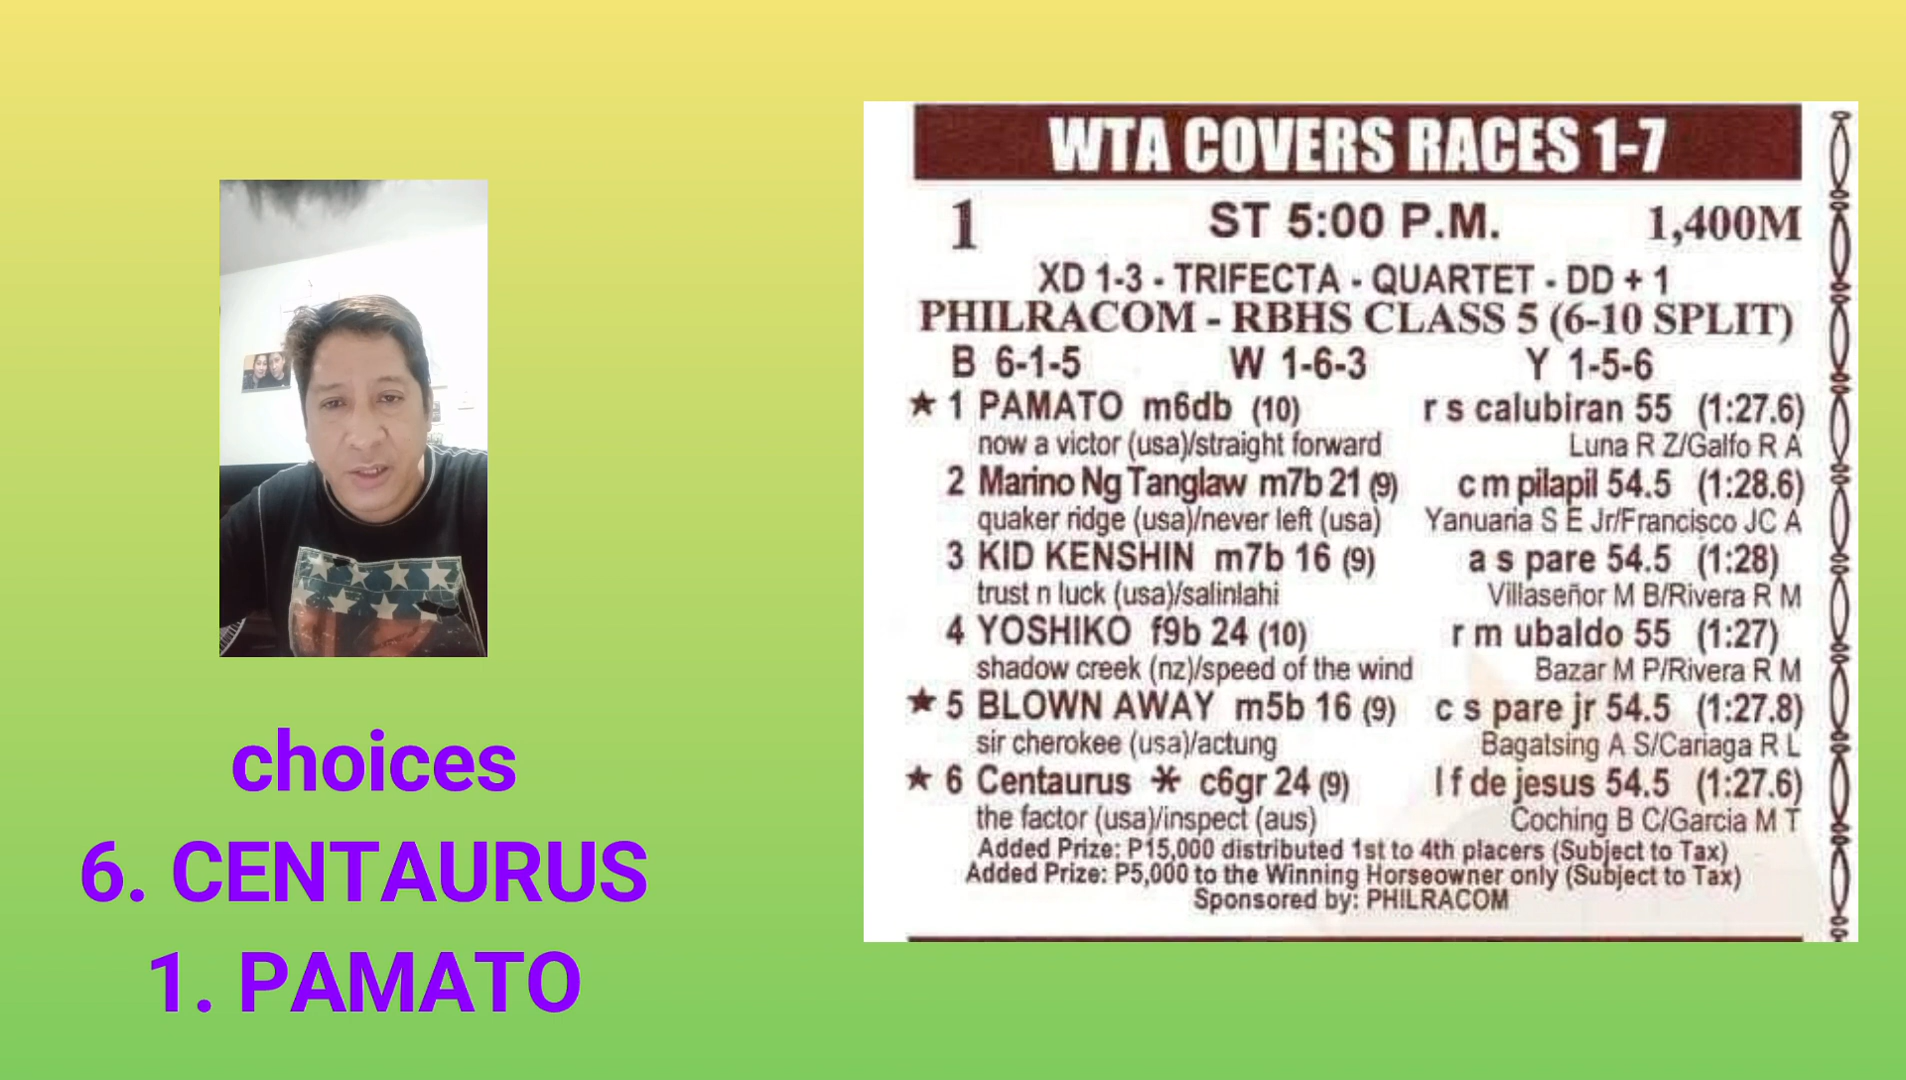 WTA COVERS RACES 1-7
1 ST 5:00 P.M. 1,400M
XD 1-3 - TRIFECTA - QUARTET - DD + 1
PHILRACOM - RBHS CLASS 5 (6-10 SPLIT)
B 6-1-5 W 1-6-3 Y 1-5-6
★ 1 PAMATO m6db (10) r s calubiran 55 (1:27.6)
now a victor (usa)/straight forward Luna R Z/Galfo R A
2 Marino Ng Tanglaw m7b 21 (9) c m pilapil 54.5 (1:28.6)
quaker ridge (usa)/never left (usa) Yanuaria S E Jr/Francisco JC A
3 KID KENSHIN m7b 16 (9) a s pare 54.5 (1:28)
trust n luck (usa)/salinlahi Villaseñor M B/Rivera R M
4 YOSHIKO f9b 24 (10) r m ubaldo 55 (1:27)
shadow creek (nz)/speed of the wind Bazar M P/Rivera R M
★ 5 BLOWN AWAY m5b 16 (9) c s pare jr 54.5 (1:27.8)
sir cherokee (usa)/actung Bagatsing A S/Cariaga R L
★ 6 Centaurus * c6gr 24 (9) l f de jesus 54.5 (1:27.6)
the factor (usa)/inspect (aus) Coching B C/Garcia M T
Added Prize: P15,000 distributed 1st to 4th placers (Subject to Tax)
Added Prize: P5,000 to the Winning Horseowner only (Subject to Tax)
Sponsored by: PHILRACOM
choices
6. CENTAURUS
1. PAMATO